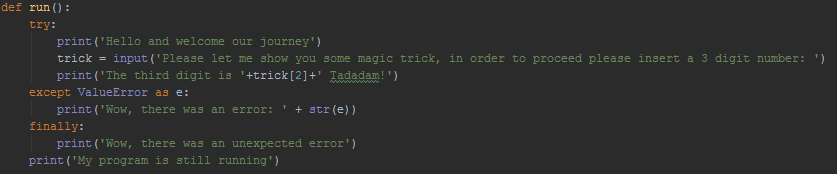 def run():
    try:
        print('Hello and welcome our journey')
        trick = input('Please let me show you some magic trick, in order to proceed please insert a 3 digit number: ')
        print('The third digit is '+trick[2]+' Tadadam!')
    except ValueError as e:
        print('Wow, there was an error: ' + str(e))
    finally:
        print('Wow, there was an unexpected error')
    print('My program is still running')